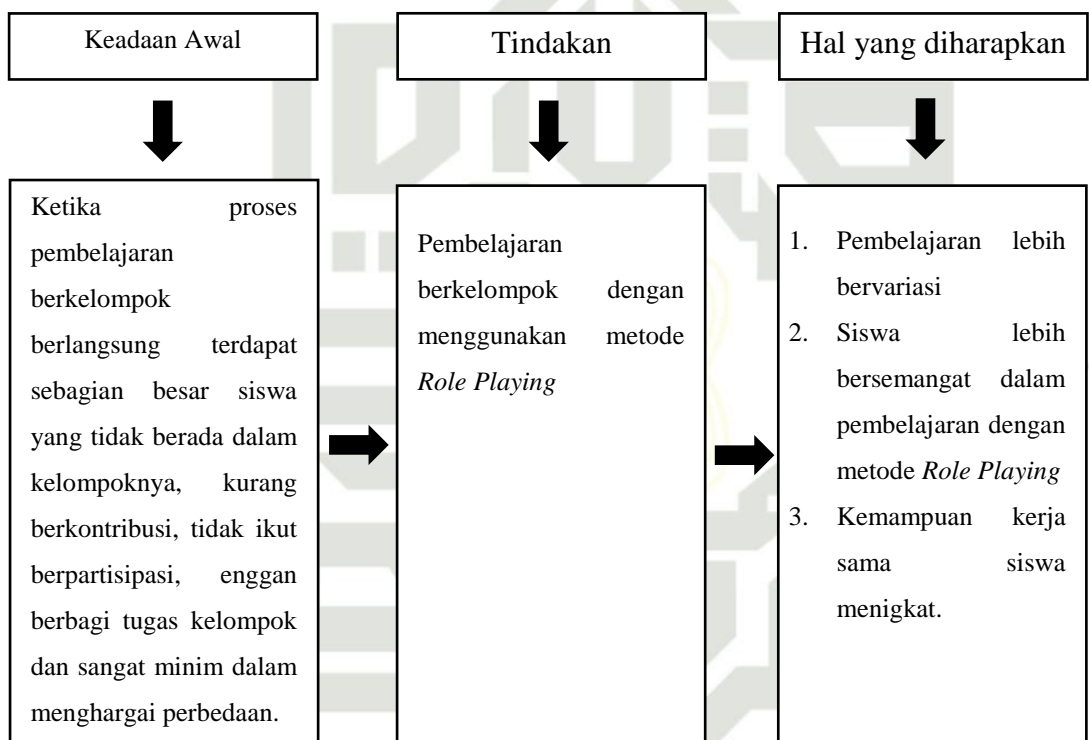 Keadaan Awal
Tindakan
Hal yang diharapkan
Ketika proses
pembelajaran
berkelompok
berlangsung terdapat
sebagian besar siswa
yang tidak berada dalam
kelompoknya, kurang
berkontribusi, tidak ikut
berpartisipasi, enggan
berbagi tugas kelompok
dan sangat minim dalam
menghargai perbedaan.
Pembelajaran
berkelompok dengan
menggunakan metode
Role Playing
1. Pembelajaran lebih
bervariasi
2. Siswa lebih
bersemangat dalam
pembelajaran dengan
metode Role Playing
3. Kemampuan kerja
sama siswa
menigkat.